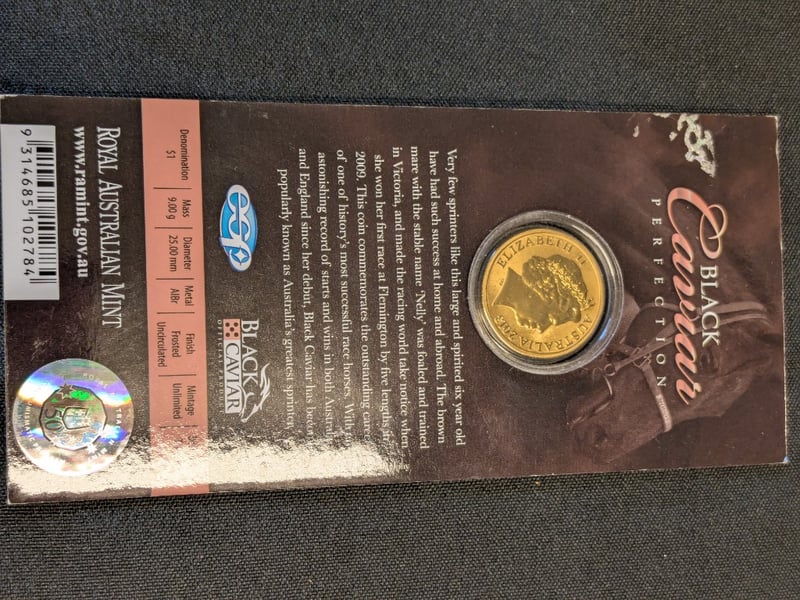 BLACK
Caviar
PERFECTION
ELIZABETH II
AUSTRALIA 2013
Very few sprinters like this large and spirited six year old
have had such success at home and abroad. The brown
mare with the stable name 'Nelly' was foaled and trained
in Victoria, and made the racing world take notice when
she won her first race at Flemington by five lengths in
2009. This coin commemorates the outstanding career
of one of history's most successful race horses. With
astonishing record of starts and wins in both Australia
and England since her debut, Black Caviar has become
popularly known as Australia's greatest sprinter.
ecp
BLACK
CAVIAR
Denomination Mass Diameter Metal Finish Mintage
$1 9.00 g 25.00 mm AlBr Frosted Unlimited
Uncirculated
ROYAL AUSTRALIAN MINT
www.ramint.gov.au
50
9 314685 102784